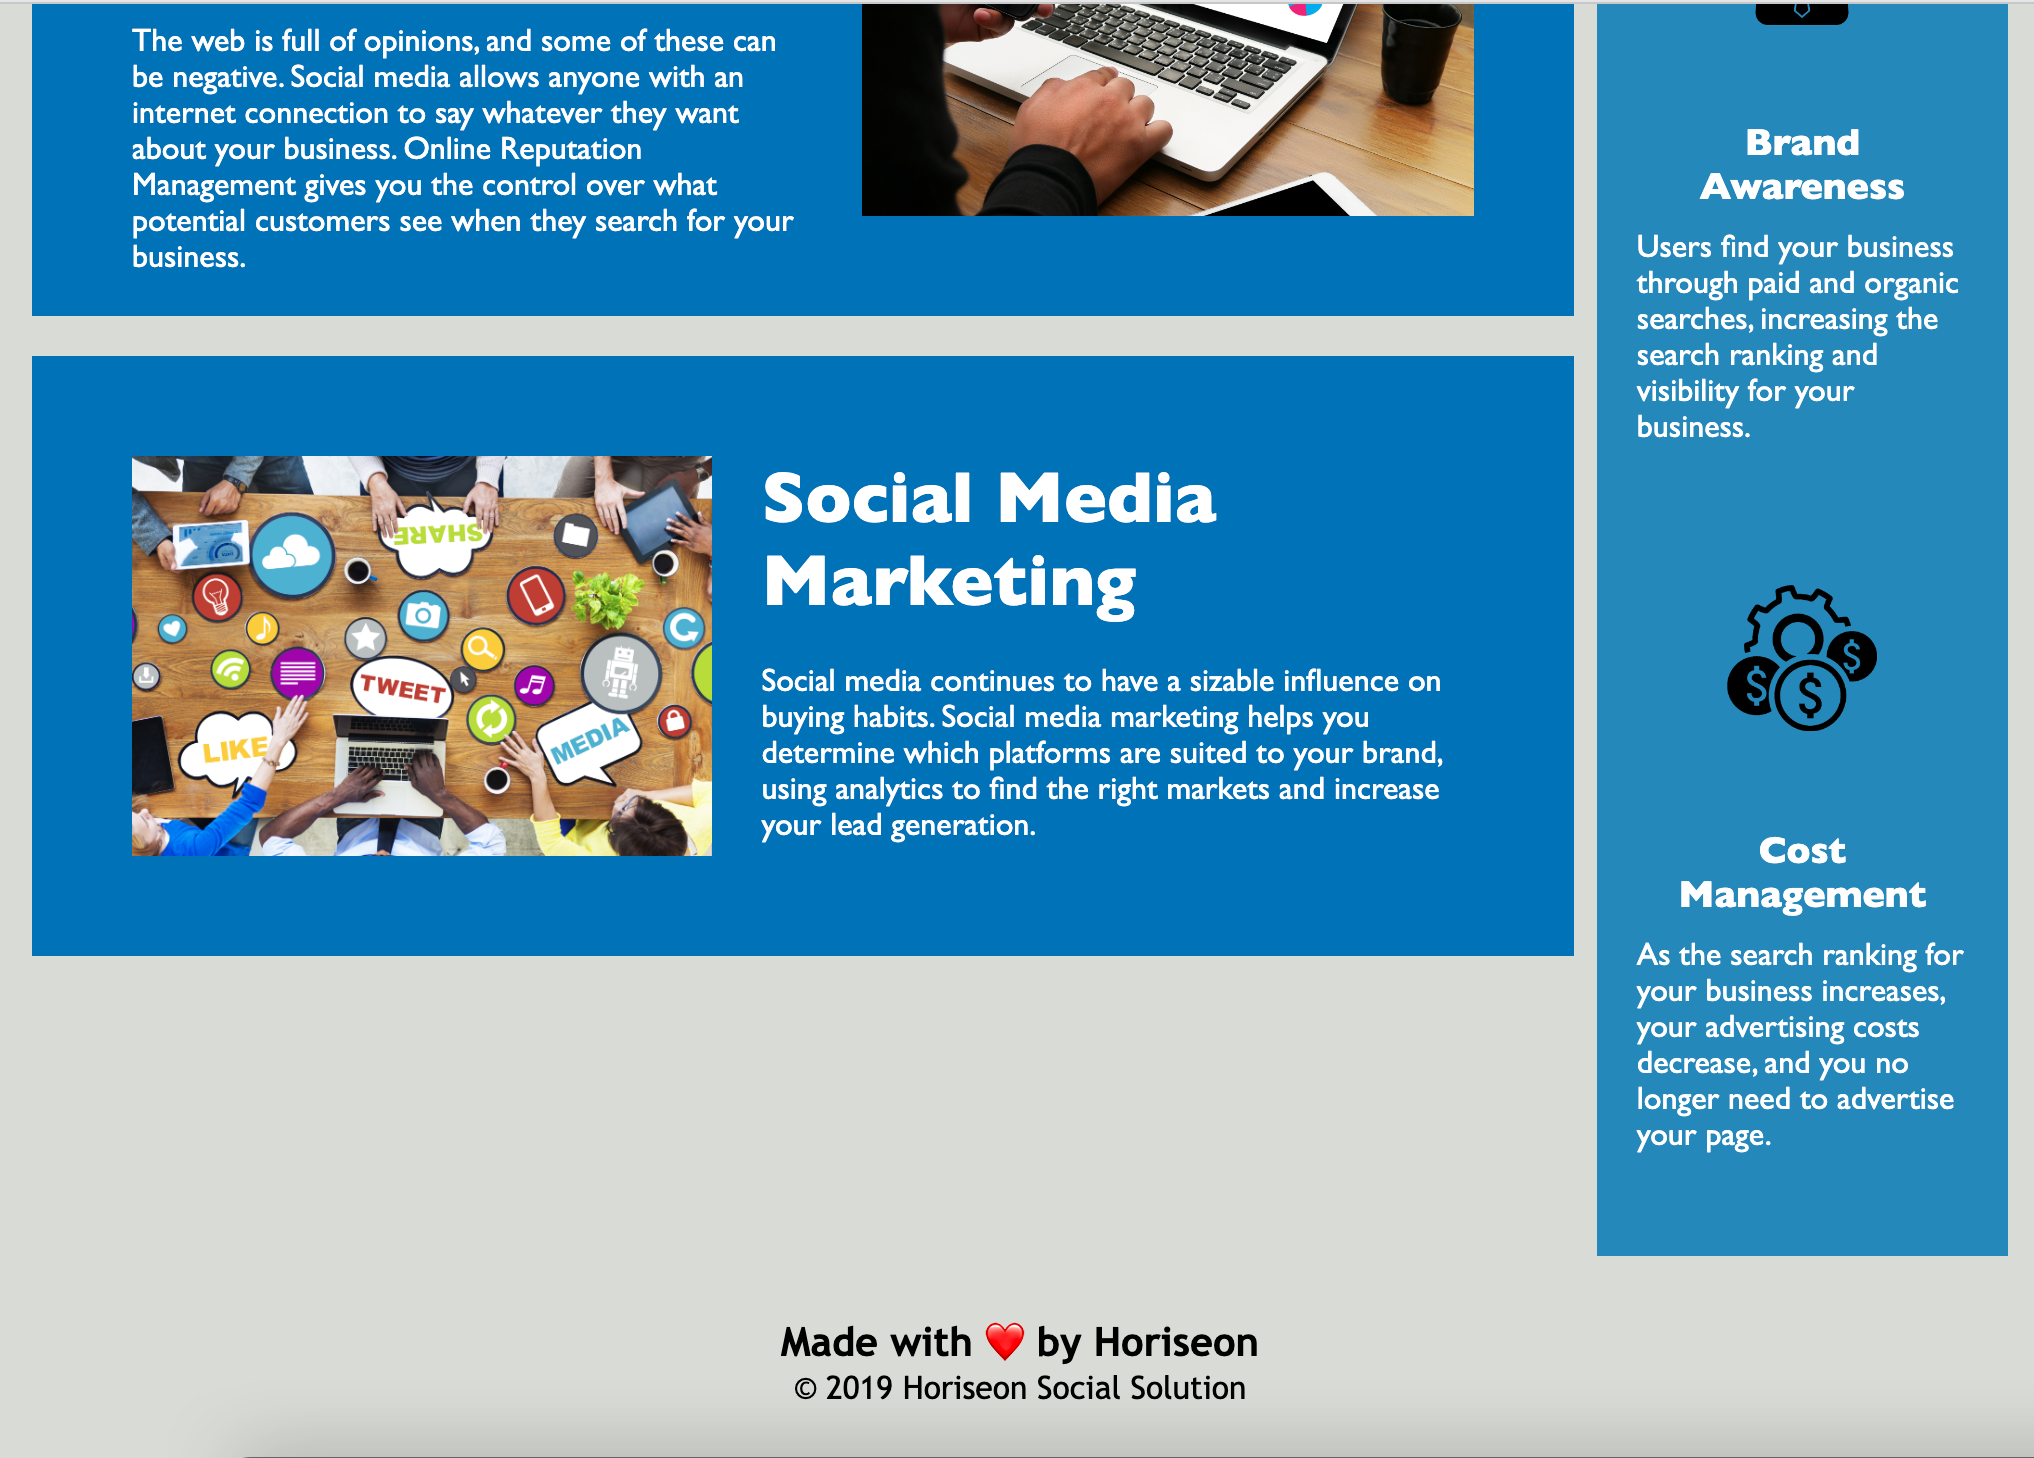 The web is full of opinions, and some of these can
be negative. Social media allows anyone with an
internet connection to say whatever they want
about your business. Online Reputation
Management gives you the control over what
potential customers see when they search for your
business.
SHARE
TWEET
LIKE
MEDIA
Social Media
Marketing
Social media continues to have a sizable influence on
buying habits. Social media marketing helps you
determine which platforms are suited to your brand,
using analytics to find the right markets and increase
your lead generation.
Brand
Awareness
Users find your business
through paid and organic
searches, increasing the
search ranking and
visibility for your
business.
$
$
$
Cost
Management
As the search ranking for
your business increases,
your advertising costs
decrease, and you no
longer need to advertise
your page.
Made with ❤️ by Horiseon
© 2019 Horiseon Social Solution